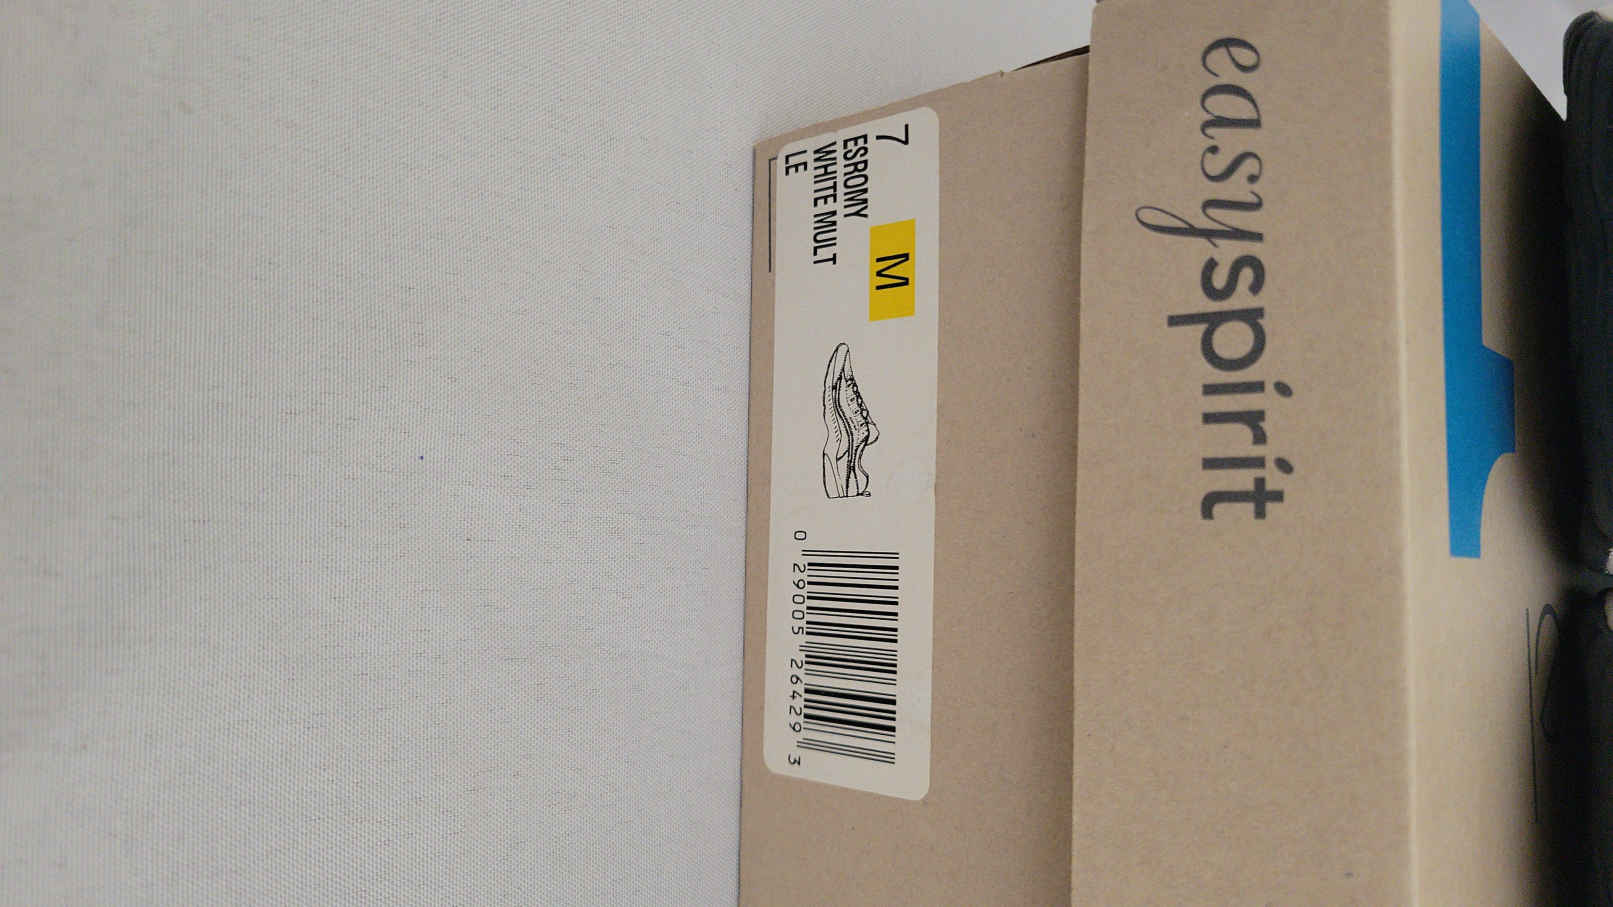 easyspirit
7
M
ESROMY
WHITE MULT
LE
0 29005 26429 3